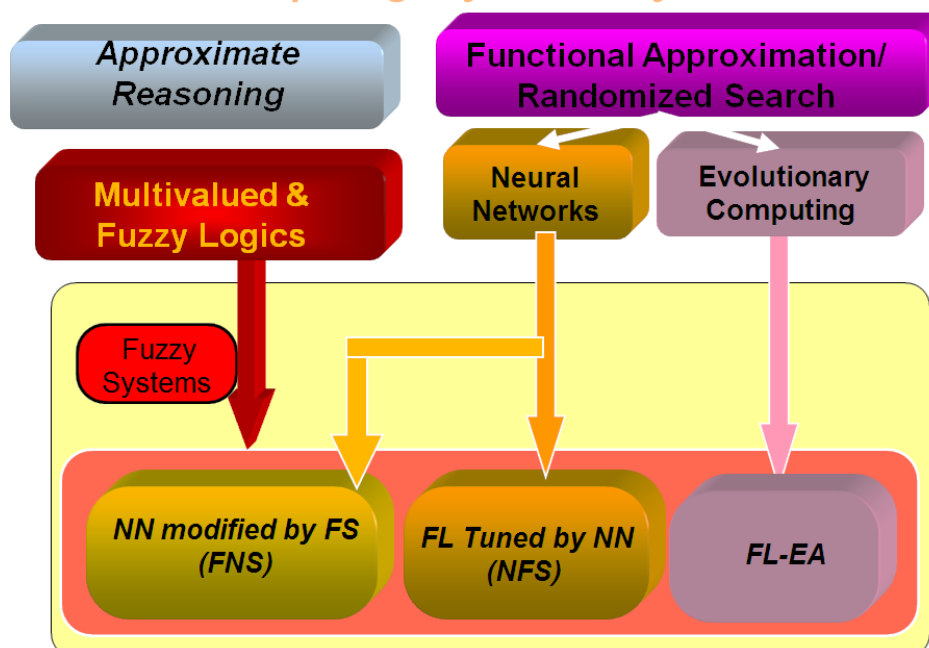 Approximate
Reasoning
Functional Approximation/
Randomized Search
Multivalued &
Fuzzy Logics
Neural
Networks
Evolutionary
Computing
Fuzzy
Systems
NN modified by FS
(FNS)
FL Tuned by NN
(NFS)
FL-EA